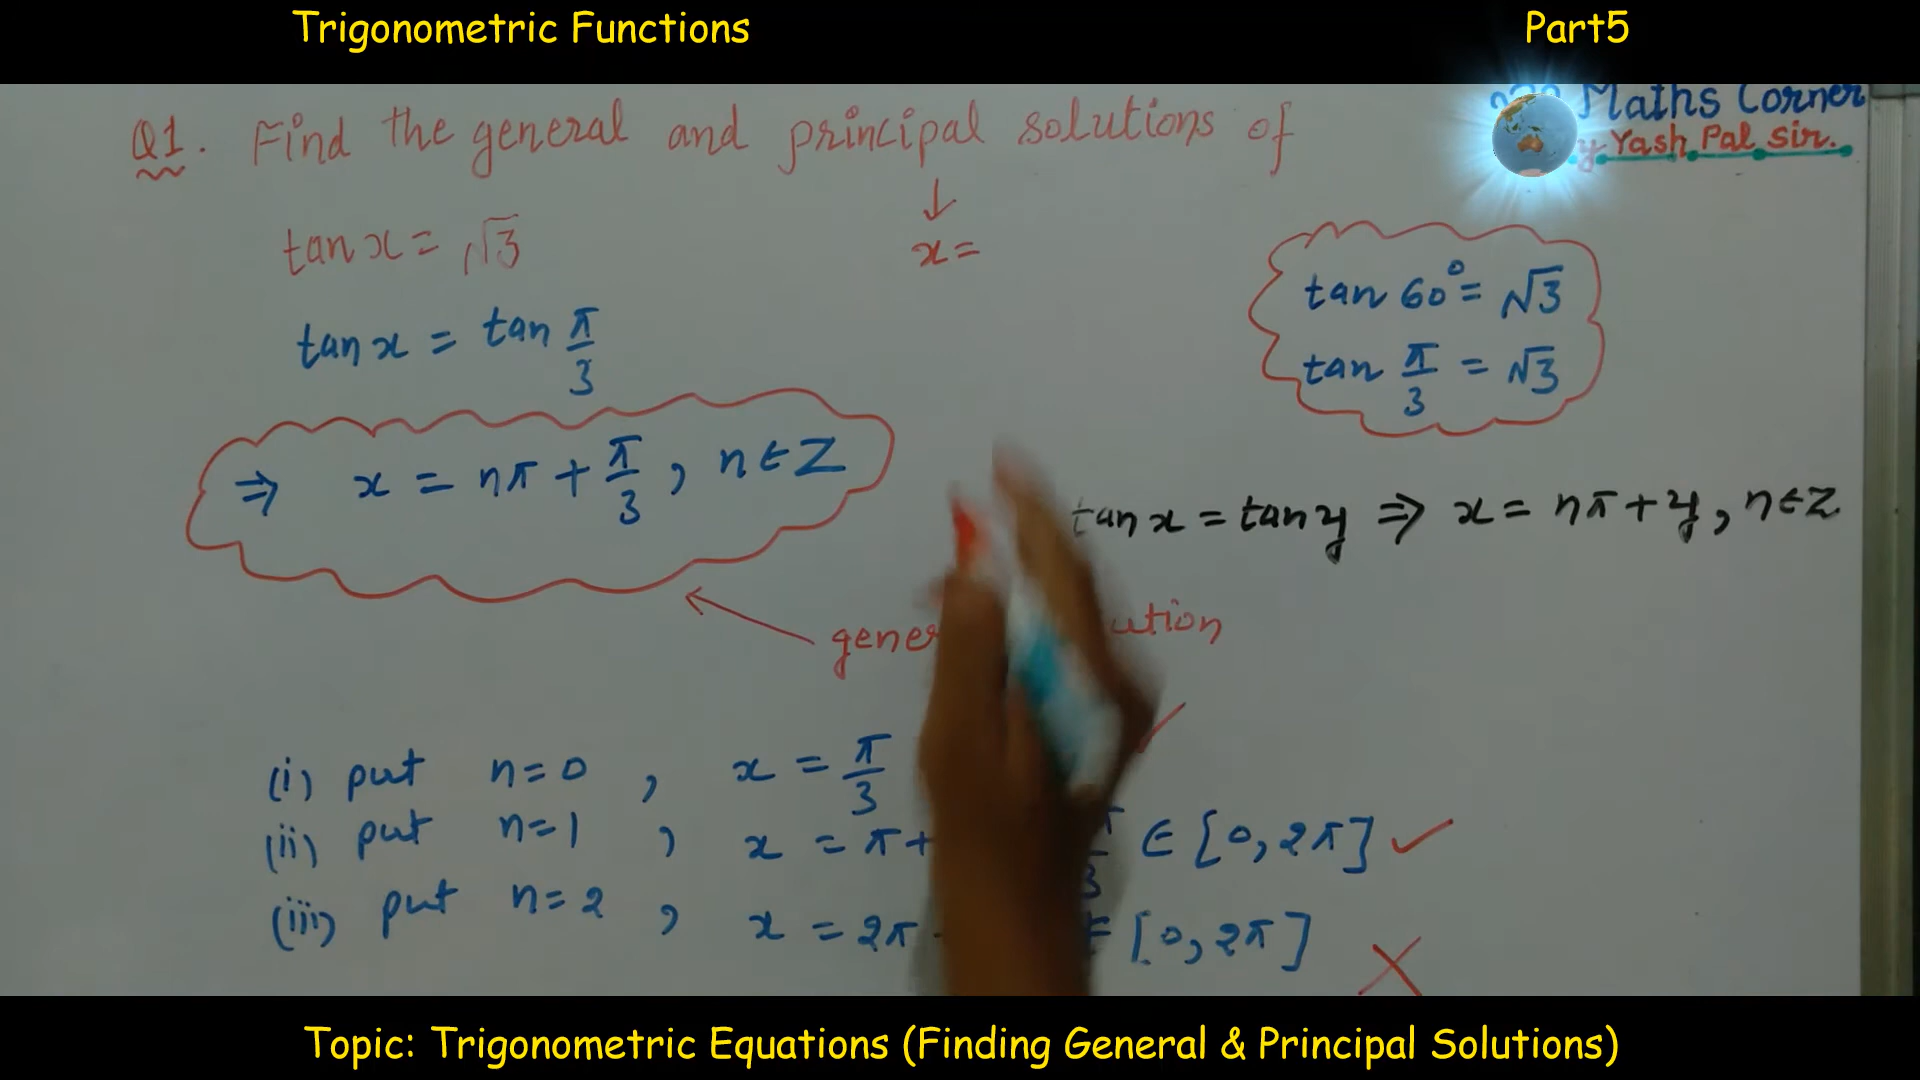 Trigonometric Functions Part5
Maths Corner
Yash Pal Sir.
Q1. Find the general and principal solutions of
↓
tan x = √3 x =
tan 60° = √3
tan x = tan π/3
tan π/3 = √3
⇒ x = nπ + π/3 , n ∈ Z
tan x = tan y ⇒ x = nπ + y , n ∈ Z
(i) put n = 0 , x = π/3 ✓
(ii) put n = 1 , x = π + ∈ [0, 2π] ✓
(iii) put n = 2 , x = 2π [0, 2π] ✗
Topic: Trigonometric Equations (Finding General & Principal Solutions)